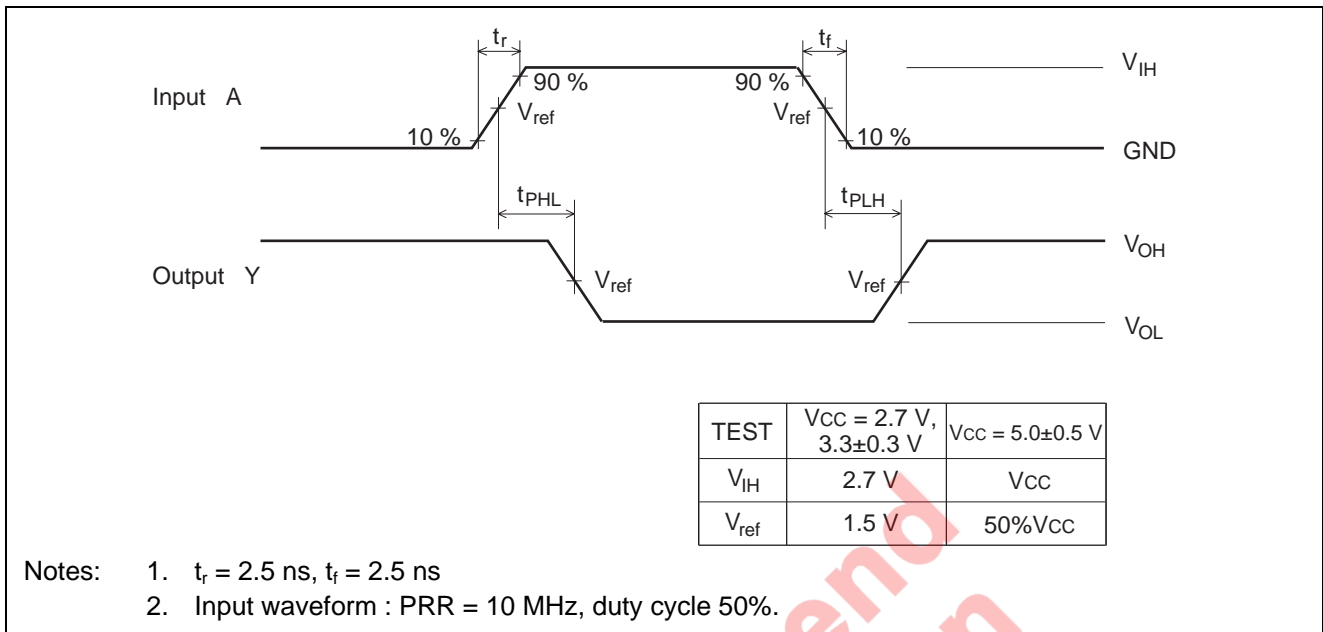 tr tf
90 % 90 % VIH
Input A
Vref Vref
10 % 10 %
GND
tPHL tPLH
VOH
Output Y
Vref Vref
VOL
TEST VCC = 2.7 V, 3.3±0.3 V VCC = 5.0±0.5 V
VIH 2.7 V VCC
Vref 1.5 V 50%VCC
Notes: 1. tr = 2.5 ns, tf = 2.5 ns
2. Input waveform : PRR = 10 MHz, duty cycle 50%.